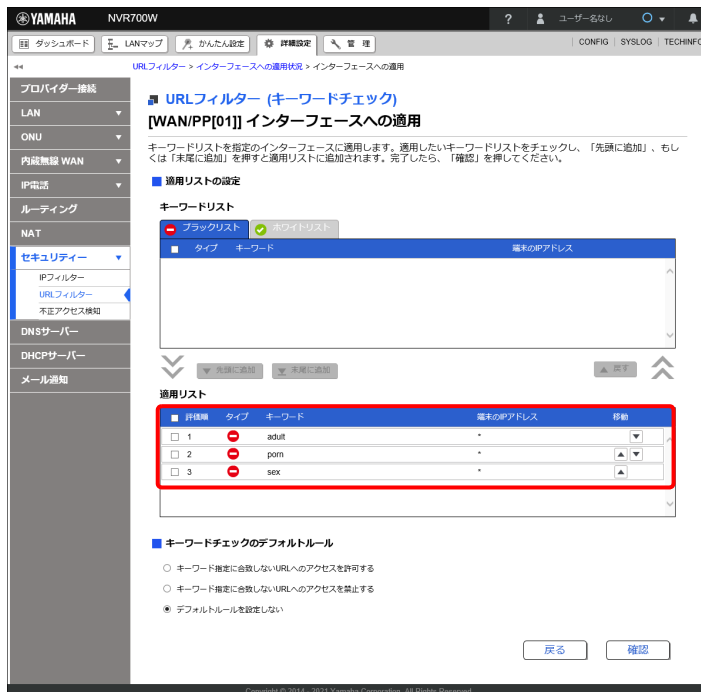 YAMAHA NVR700W ? ユーザー名なし
ダッシュボード LANマップ かんたん設定 詳細設定 管 理 CONFIG SYSLOG TECHINFO
URLフィルター > インターフェースへの適用状況 > インターフェースへの適用
プロバイダー接続
LAN
ONU
内蔵無線 WAN
IP電話
ルーティング
NAT
セキュリティー
IPフィルター
URLフィルター
不正アクセス検知
DNSサーバー
DHCPサーバー
メール通知
URLフィルター (キーワードチェック)
[WAN/PP[01]] インターフェースへの適用
キーワードリストを指定のインターフェースに適用します。適用したいキーワードリストをチェックし、「先頭に追加」、もし
くは「末尾に追加」を押すと適用リストに追加されます。完了したら、「確認」を押してください。
適用リストの設定
キーワードリスト
ブラックリスト ホワイトリスト
タイプ キーワード 端末のIPアドレス
先頭に追加 末尾に追加 戻す
適用リスト
評価順 タイプ キーワード 端末のIPアドレス 移動
1 adult *
2 porn *
3 sex *
キーワードチェックのデフォルトルール
キーワード指定に合致しないURLへのアクセスを許可する
キーワード指定に合致しないURLへのアクセスを禁止する
デフォルトルールを設定しない
戻る 確認
Copyright © 2014 - 2021 Yamaha Corporation. All Rights Reserved.